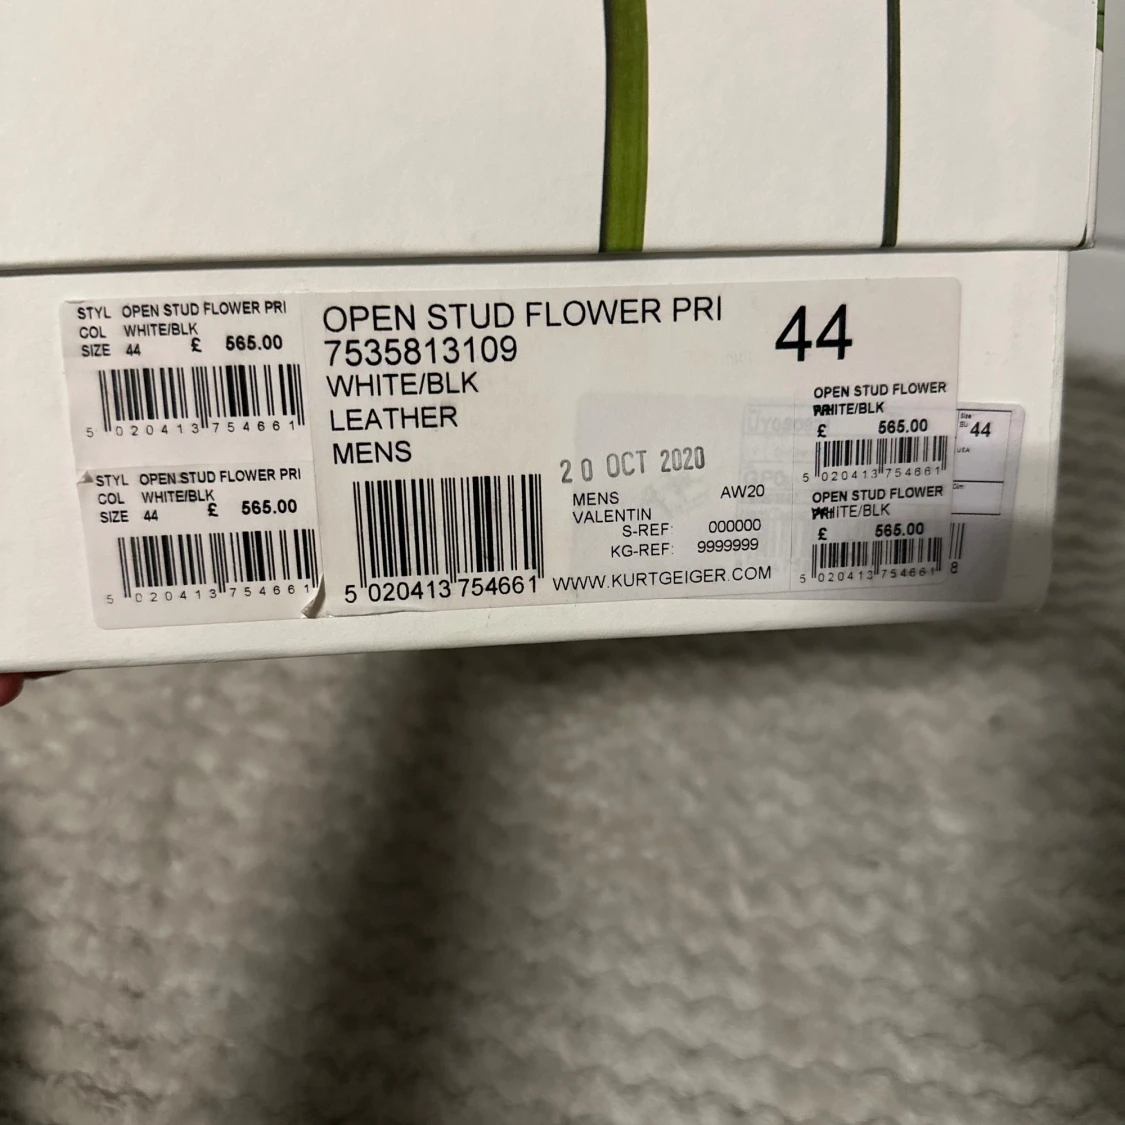 STYL OPEN STUD FLOWER PRI
COL WHITE/BLK
SIZE 44 £ 565.00
5 020413 754661
STYL OPEN STUD FLOWER PRI
COL WHITE/BLK
SIZE 44 £ 565.00
5 020413 754661
OPEN STUD FLOWER PRI
7535813109
WHITE/BLK
LEATHER
MENS
5 020413 754661
44
20 OCT 2020
MENS AW20
VALENTIN
S-REF: 000000
KG-REF: 9999999
WWW.KURTGEIGER.COM
OPEN STUD FLOWER
PRI
WHITE/BLK
£ 565.00
5 020413 754661
OPEN STUD FLOWER
PRI
WHITE/BLK
£ 565.00
5 020413 754661
Size
44
8